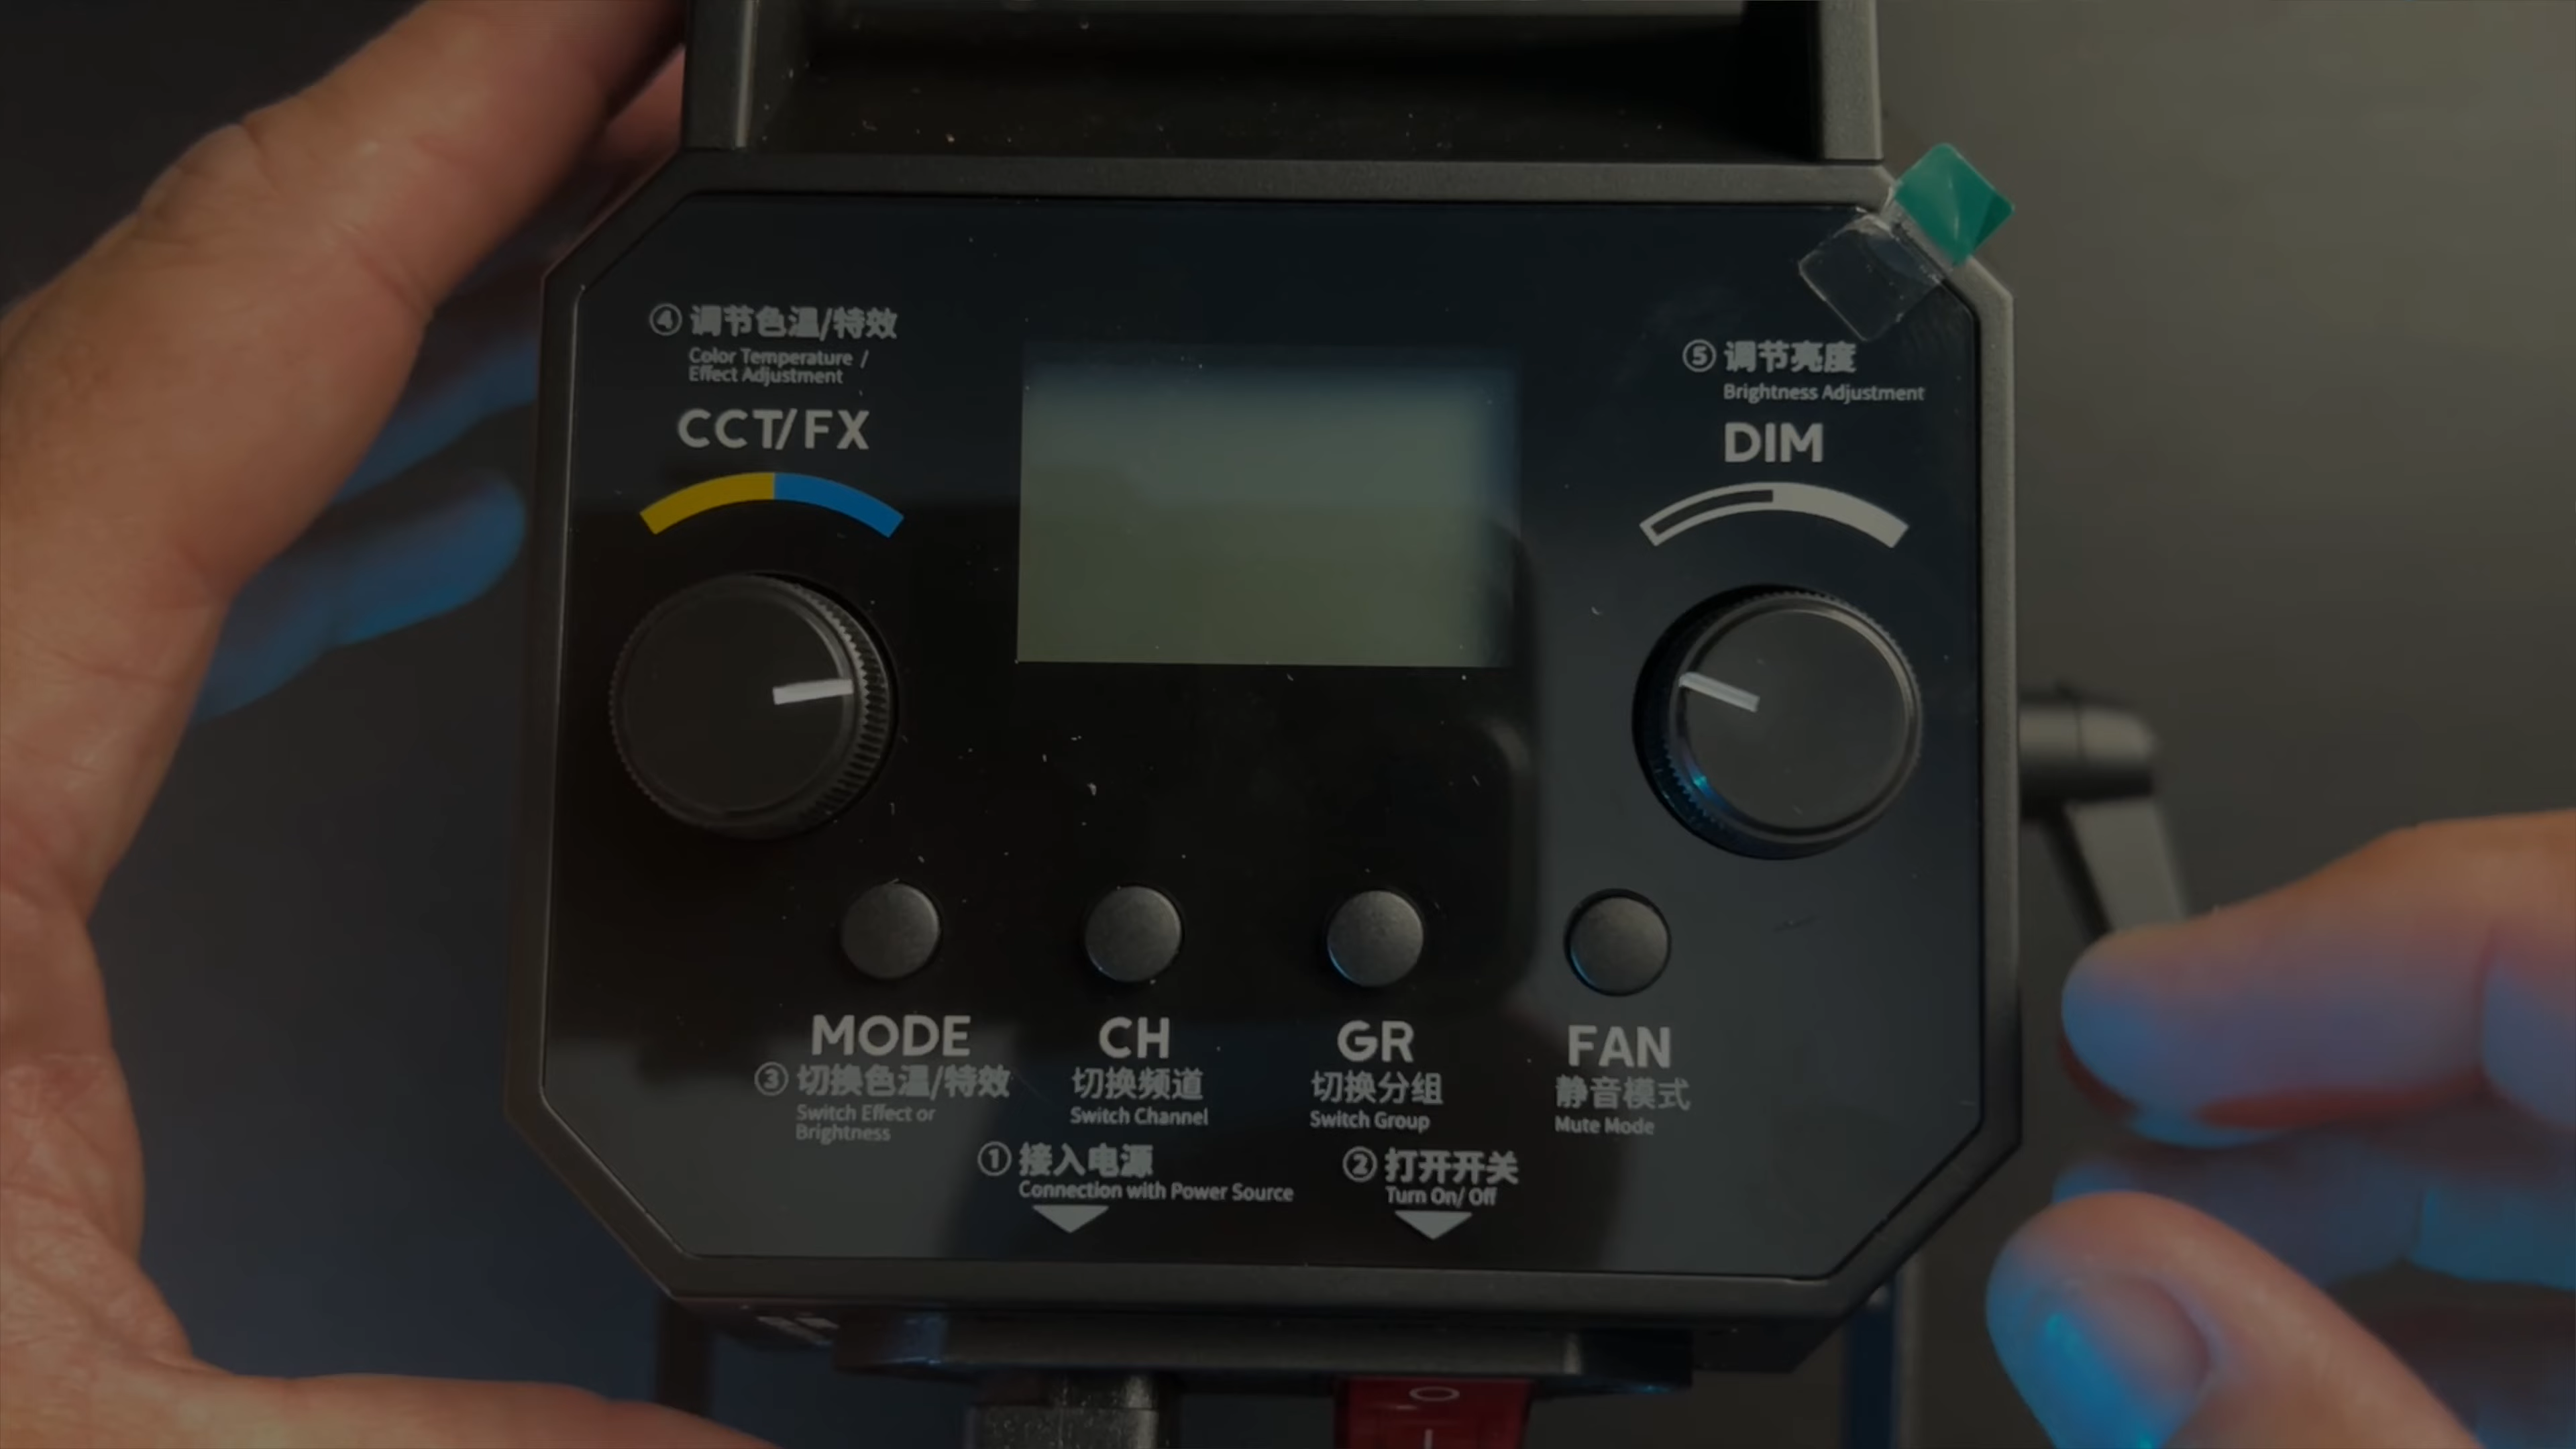 ④ 调节色温/特效
Color Temperature /
Effect Adjustment
CCT/FX
⑤ 调节亮度
Brightness Adjustment
DIM
MODE
③ 切换色温/特效
Switch Effect or
Brightness
CH
切换频道
Switch Channel
GR
切换分组
Switch Group
FAN
静音模式
Mute Mode
① 接入电源
Connection with Power Source
② 打开开关
Turn On/ Off